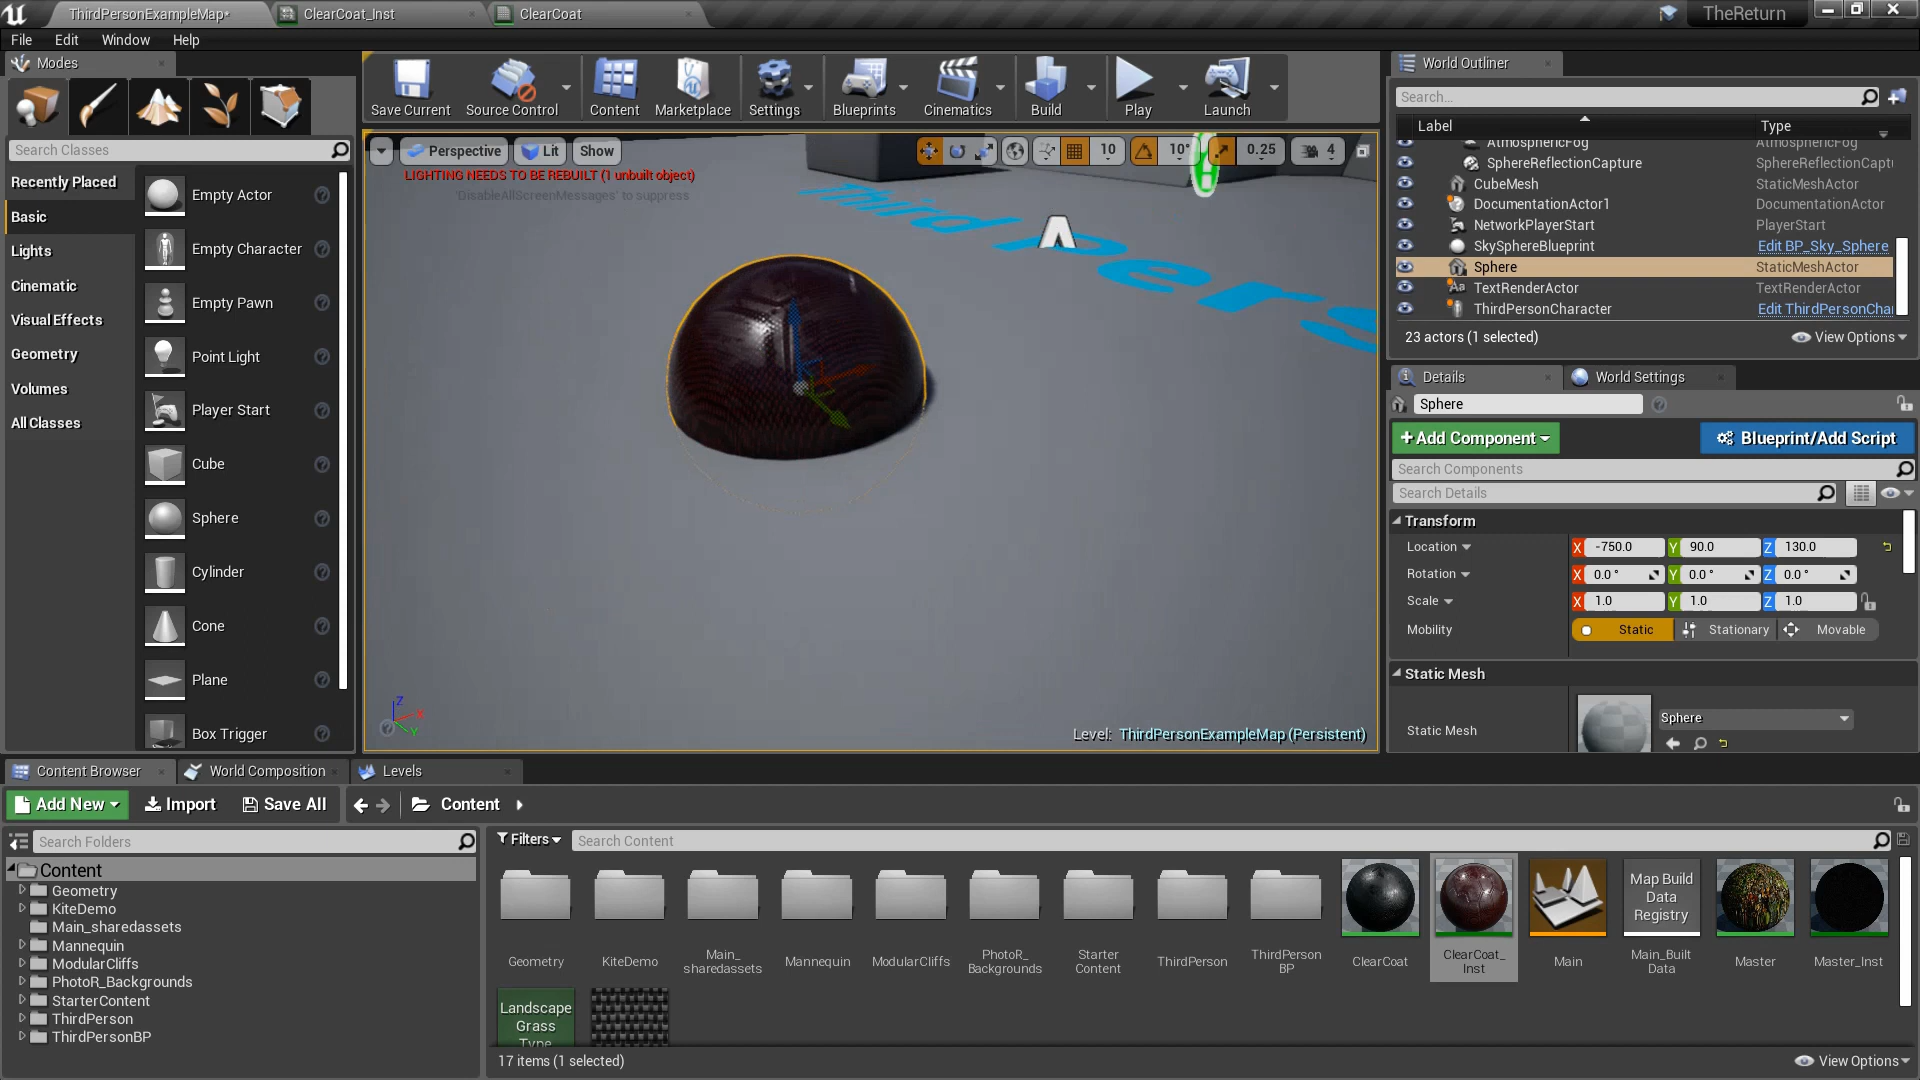 ThirdPersonExampleMap*
ClearCoat_Inst
ClearCoat
TheReturn
File Edit Window Help
Modes
Search Classes
Recently Placed
Basic
Lights
Cinematic
Visual Effects
Geometry
Volumes
All Classes
Empty Actor
Empty Character
Empty Pawn
Point Light
Player Start
Cube
Sphere
Cylinder
Cone
Plane
Box Trigger
Save Current
Source Control
Content
Marketplace
Settings
Blueprints
Cinematics
Build
Play
Launch
Perspective Lit Show
10 10° 0.25 4
LIGHTING NEEDS TO BE REBUILT (1 unbuilt object)
'DisableAllScreenMessages' to suppress
Third Pers
Z
X
Y
Level: ThirdPersonExampleMap (Persistent)
World Outliner
Search...
Label Type
AtmosphericFog AtmosphericFog
SphereReflectionCapture SphereReflectionCaptu
CubeMesh StaticMeshActor
DocumentationActor1 DocumentationActor
NetworkPlayerStart PlayerStart
SkySphereBlueprint Edit BP_Sky_Sphere
Sphere StaticMeshActor
TextRenderActor TextRenderActor
ThirdPersonCharacter Edit ThirdPersonCha
23 actors (1 selected) View Options
Details World Settings
Sphere
+Add Component Blueprint/Add Script
Search Components
Search Details
Transform
Location X -750.0 Y 90.0 Z 130.0
Rotation X 0.0 ° Y 0.0 ° Z 0.0 °
Scale X 1.0 Y 1.0 Z 1.0
Mobility Static Stationary Movable
Static Mesh
Static Mesh Sphere
Content Browser World Composition Levels
Add New Import Save All Content
Search Folders
Content
Geometry
KiteDemo
Main_sharedassets
Mannequin
ModularCliffs
PhotoR_Backgrounds
StarterContent
ThirdPerson
ThirdPersonBP
Filters Search Content
Geometry
KiteDemo
Main_
sharedassets
Mannequin
ModularCliffs
PhotoR_
Backgrounds
Starter
Content
ThirdPerson
ThirdPerson
BP
ClearCoat
ClearCoat_
Inst
Main
Map Build
Data
Registry
Main_Built
Data
Master
Master_Inst
Landscape
Grass
Type
17 items (1 selected) View Options